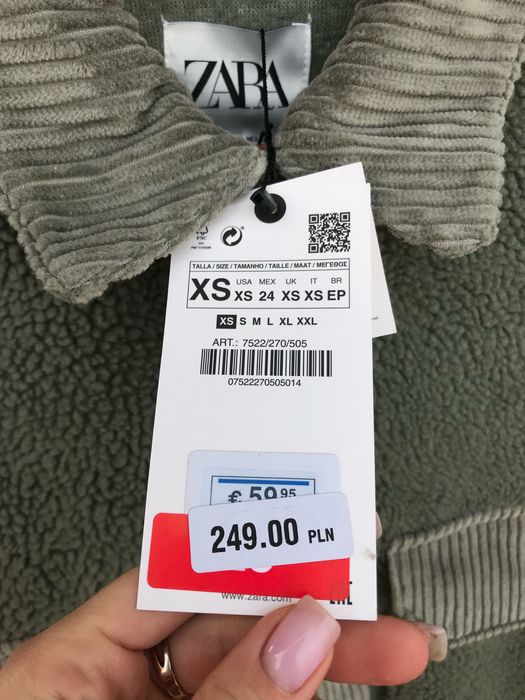 ZARA
FSC
TALLA / SIZE / TAMANHO / TAILLE / MAAT / ΜΕΓΕΘΟΣ
XS USA XS MEX 24 UK XS IT XS BR EP
XS S M L XL XXL
ART.: 7522/270/505
07522270505014
€ 59,95
249.00 PLN
www.zara.com